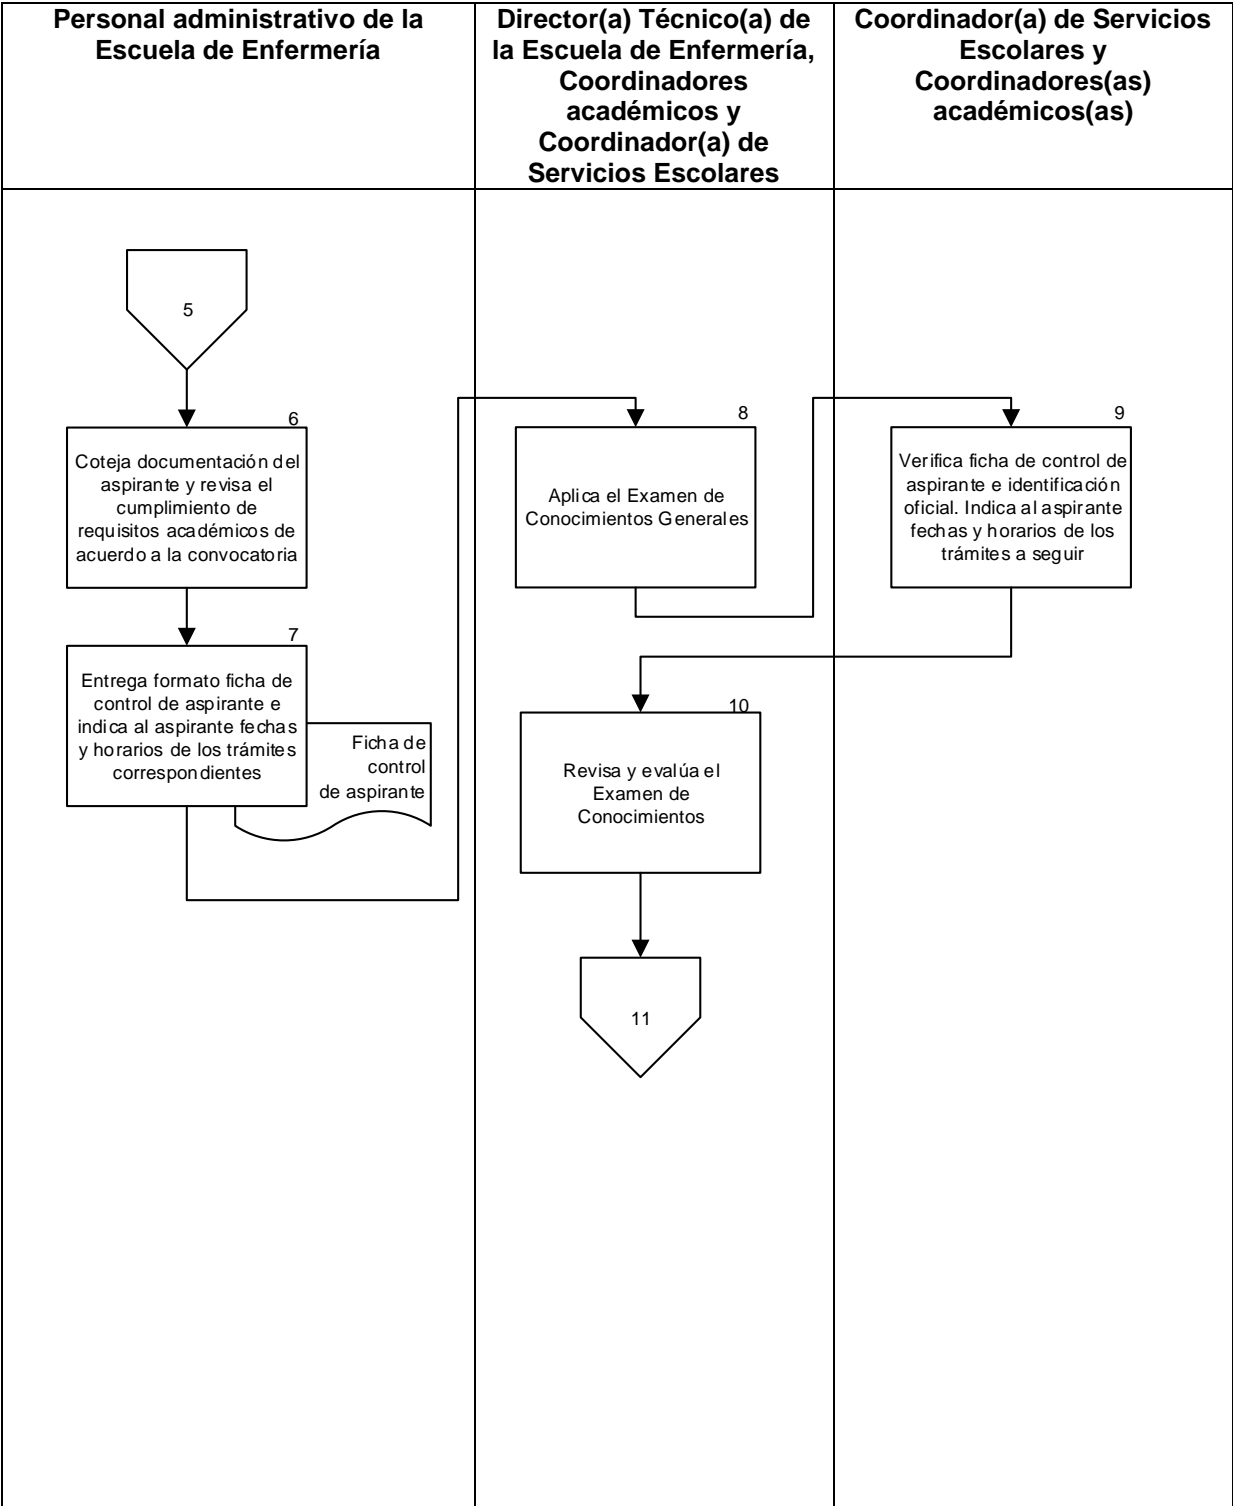 Personal administrativo de la
Escuela de Enfermería
Director(a) Técnico(a) de
la Escuela de Enfermería,
Coordinadores
académicos y
Coordinador(a) de
Servicios Escolares
Coordinador(a) de Servicios
Escolares y
Coordinadores(as)
académicos(as)
5
6
Coteja documentación del
aspirante y revisa el
cumplimiento de
requisitos académicos de
acuerdo a la convocatoria
7
Entrega formato ficha de
control de aspirante e
indica al aspirante fechas
y horarios de los trámites
correspondientes
Ficha de
control
de aspirante
8
Aplica el Examen de
Conocimientos Generales
9
Verifica ficha de control de
aspirante e identificación
oficial. Indica al aspirante
fechas y horarios de los
trámites a seguir
10
Revisa y evalúa el
Examen de
Conocimientos
11